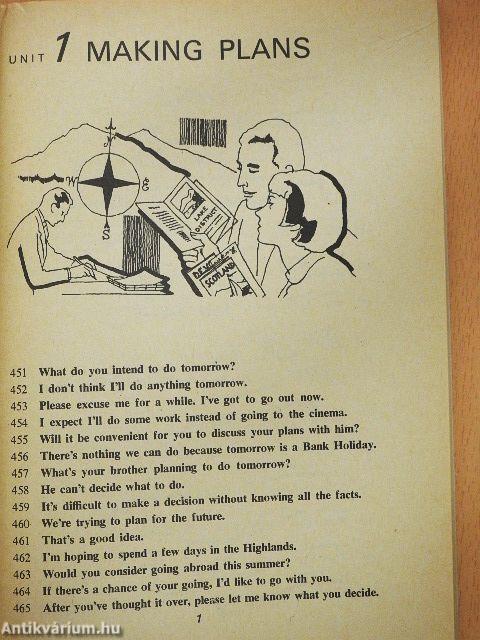 UNIT 1 MAKING PLANS
N
W
E
S
LAKE
DISTRICT
SCOTLAND
451 What do you intend to do tomorrow?
452 I don't think I'll do anything tomorrow.
453 Please excuse me for a while. I've got to go out now.
454 I expect I'll do some work instead of going to the cinema.
455 Will it be convenient for you to discuss your plans with him?
456 There's nothing we can do because tomorrow is a Bank Holiday.
457 What's your brother planning to do tomorrow?
458 He can't decide what to do.
459 It's difficult to make a decision without knowing all the facts.
460 We're trying to plan for the future.
461 That's a good idea.
462 I'm hoping to spend a few days in the Highlands.
463 Would you consider going abroad this summer?
464 If there's a chance of your going, I'd like to go with you.
465 After you've thought it over, please let me know what you decide.
1
Antikvárium.hu